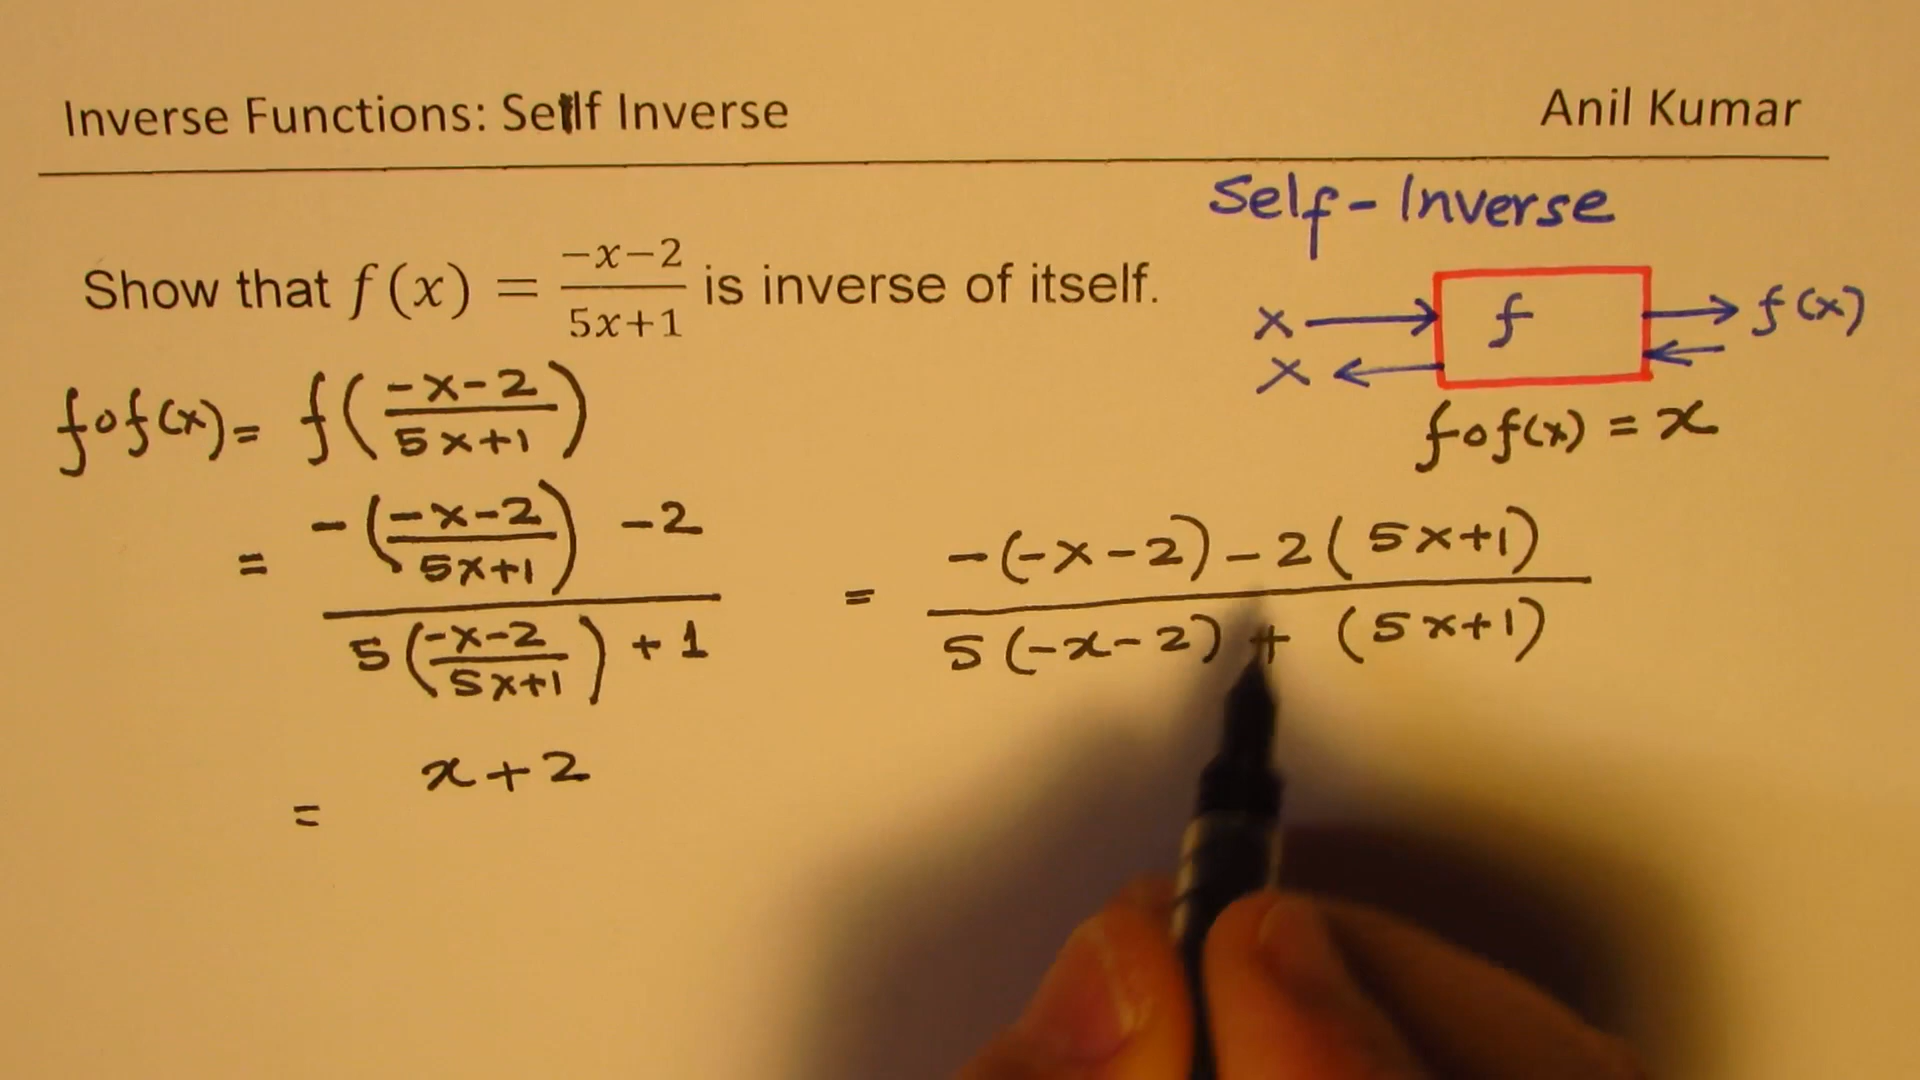 Inverse Functions: Self Inverse
Anil Kumar
Self-Inverse
Show that f(x) = (-x-2)/(5x+1) is inverse of itself.
x → f → f(x)
x ←   ←
fof(x) = x
fof(x) = f((-x-2)/(5x+1))
= (-((-x-2)/(5x+1)) -2)/(5((-x-2)/(5x+1)) +1) = (-(-x-2)-2(5x+1))/(5(-x-2)+(5x+1))
= x+2